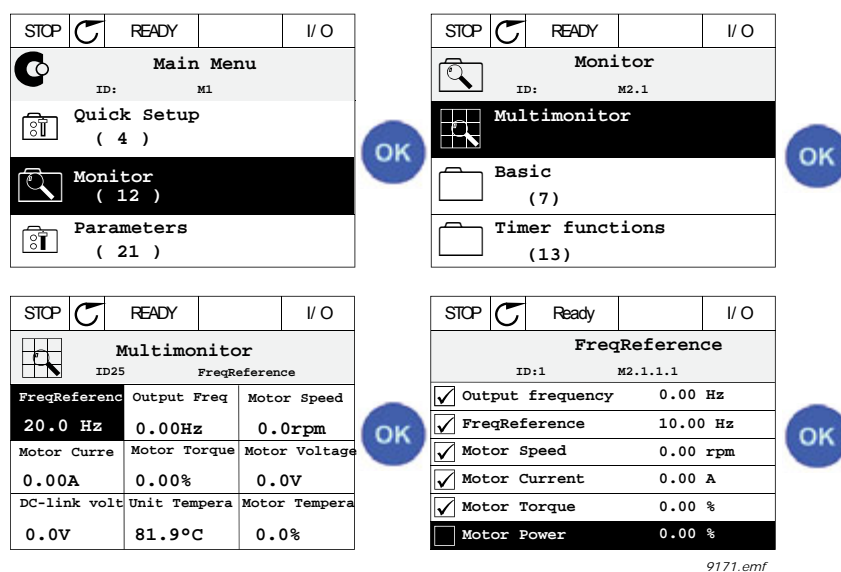 STOP READY I/O
Main Menu
ID: M1
Quick Setup
( 4 )
Monitor
( 12 )
Parameters
( 21 )
OK
STOP READY I/O
Monitor
ID: M2.1
Multimonitor
Basic
(7)
Timer functions
(13)
OK
STOP READY I/O
Multimonitor
ID25 FreqReference
FreqReferenc Output Freq Motor Speed
20.0 Hz 0.00Hz 0.0rpm
Motor Curre Motor Torque Motor Voltage
0.00A 0.00% 0.0V
DC-link volt Unit Tempera Motor Tempera
0.0V 81.9°C 0.0%
OK
STOP Ready I/O
FreqReference
ID:1 M2.1.1.1
Output frequency 0.00 Hz
FreqReference 10.00 Hz
Motor Speed 0.00 rpm
Motor Current 0.00 A
Motor Torque 0.00 %
Motor Power 0.00 %
OK
9171.emf